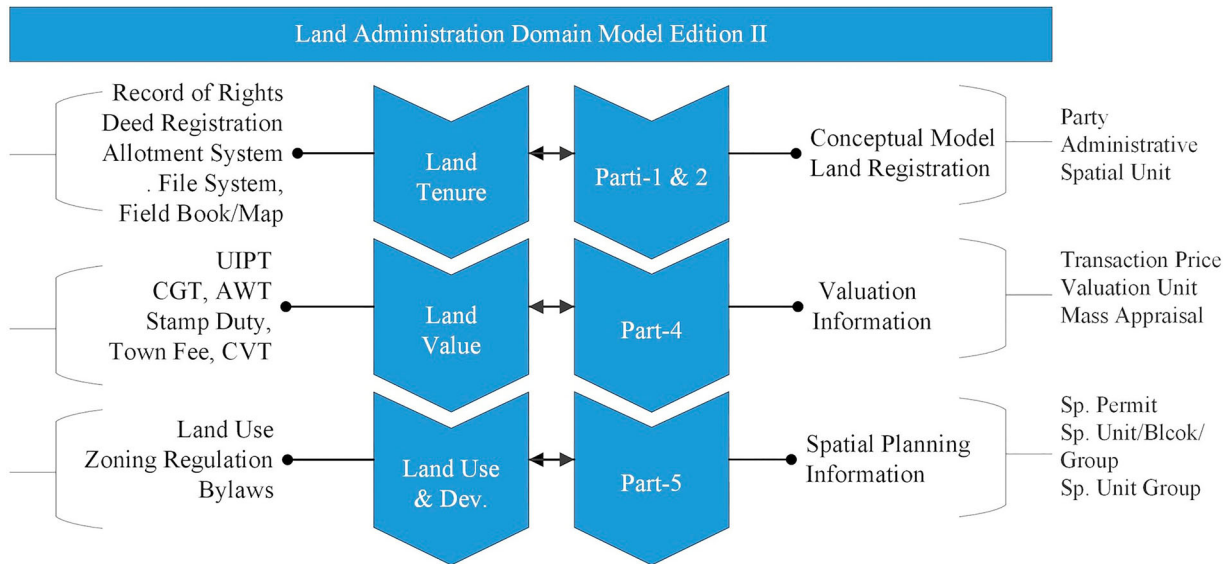 Land Administration Domain Model Edition II
Record of Rights
Deed Registration
Allotment System
. File System,
Field Book/Map
Land
Tenure
Parti-1 & 2
Conceptual Model
Land Registration
Party
Administrative
Spatial Unit
UIPT
CGT, AWT
Stamp Duty,
Town Fee, CVT
Land
Value
Part-4
Valuation
Information
Transaction Price
Valuation Unit
Mass Appraisal
Land Use
Zoning Regulation
Bylaws
Land Use
& Dev.
Part-5
Spatial Planning
Information
Sp. Permit
Sp. Unit/Blcok/
Group
Sp. Unit Group